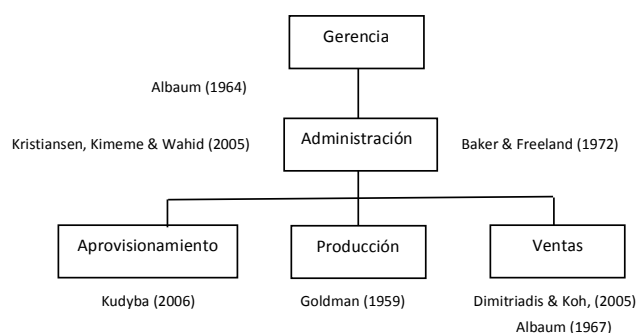 Gerencia
Albaum (1964)
Kristiansen, Kimeme & Wahid (2005)
Administración
Baker & Freeland (1972)
Aprovisionamiento
Producción
Ventas
Kudyba (2006)
Goldman (1959)
Dimitriadis & Koh, (2005)
Albaum (1967)